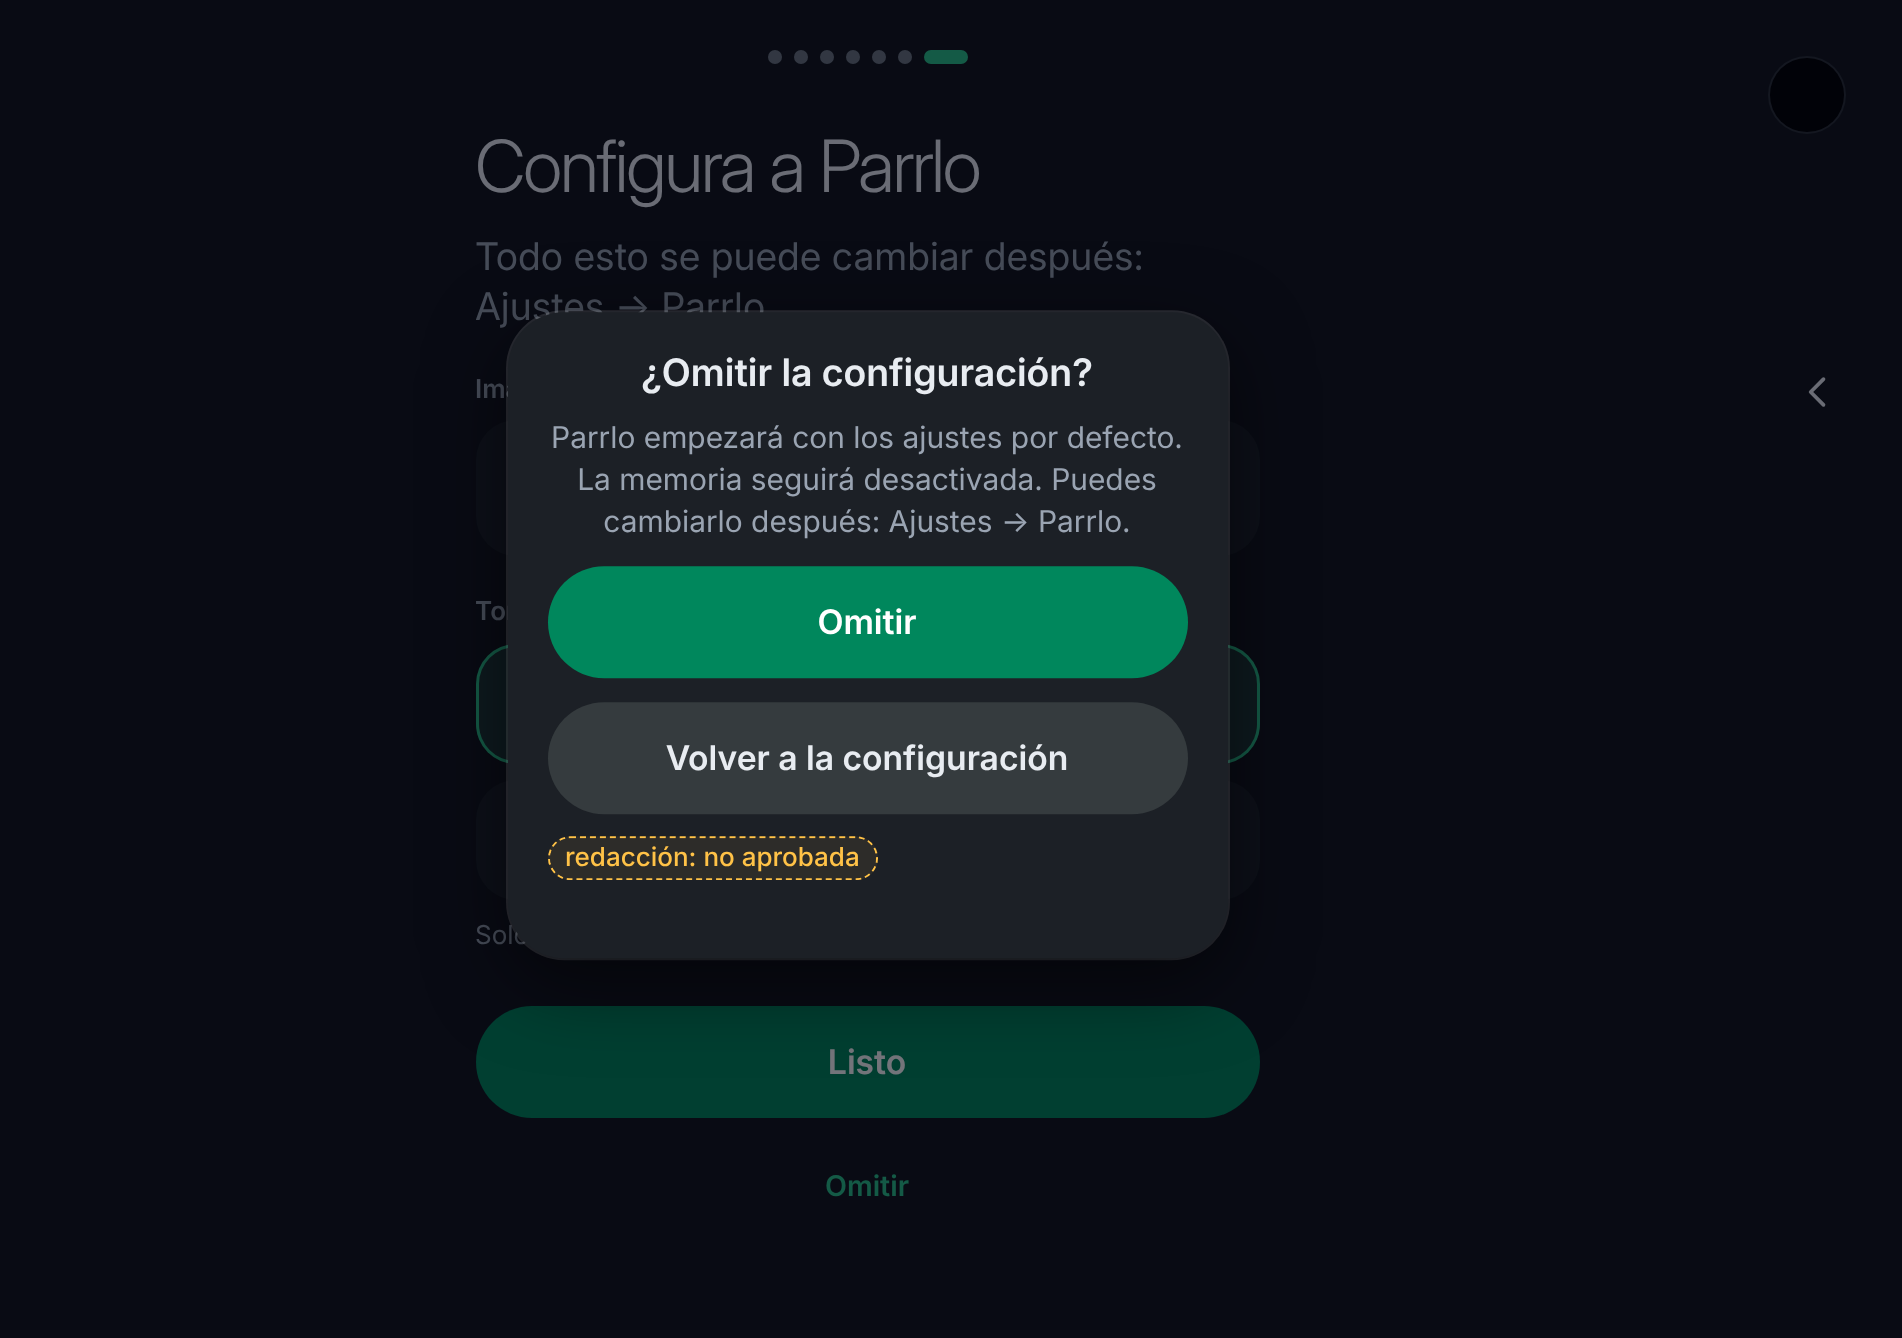 Configura a Parrlo
Todo esto se puede cambiar después:
Ajustes → Parrlo
¿Omitir la configuración?
Parrlo empezará con los ajustes por defecto.
La memoria seguirá desactivada. Puedes
cambiarlo después: Ajustes → Parrlo.
Omitir
Volver a la configuración
redacción: no aprobada
Listo
Omitir